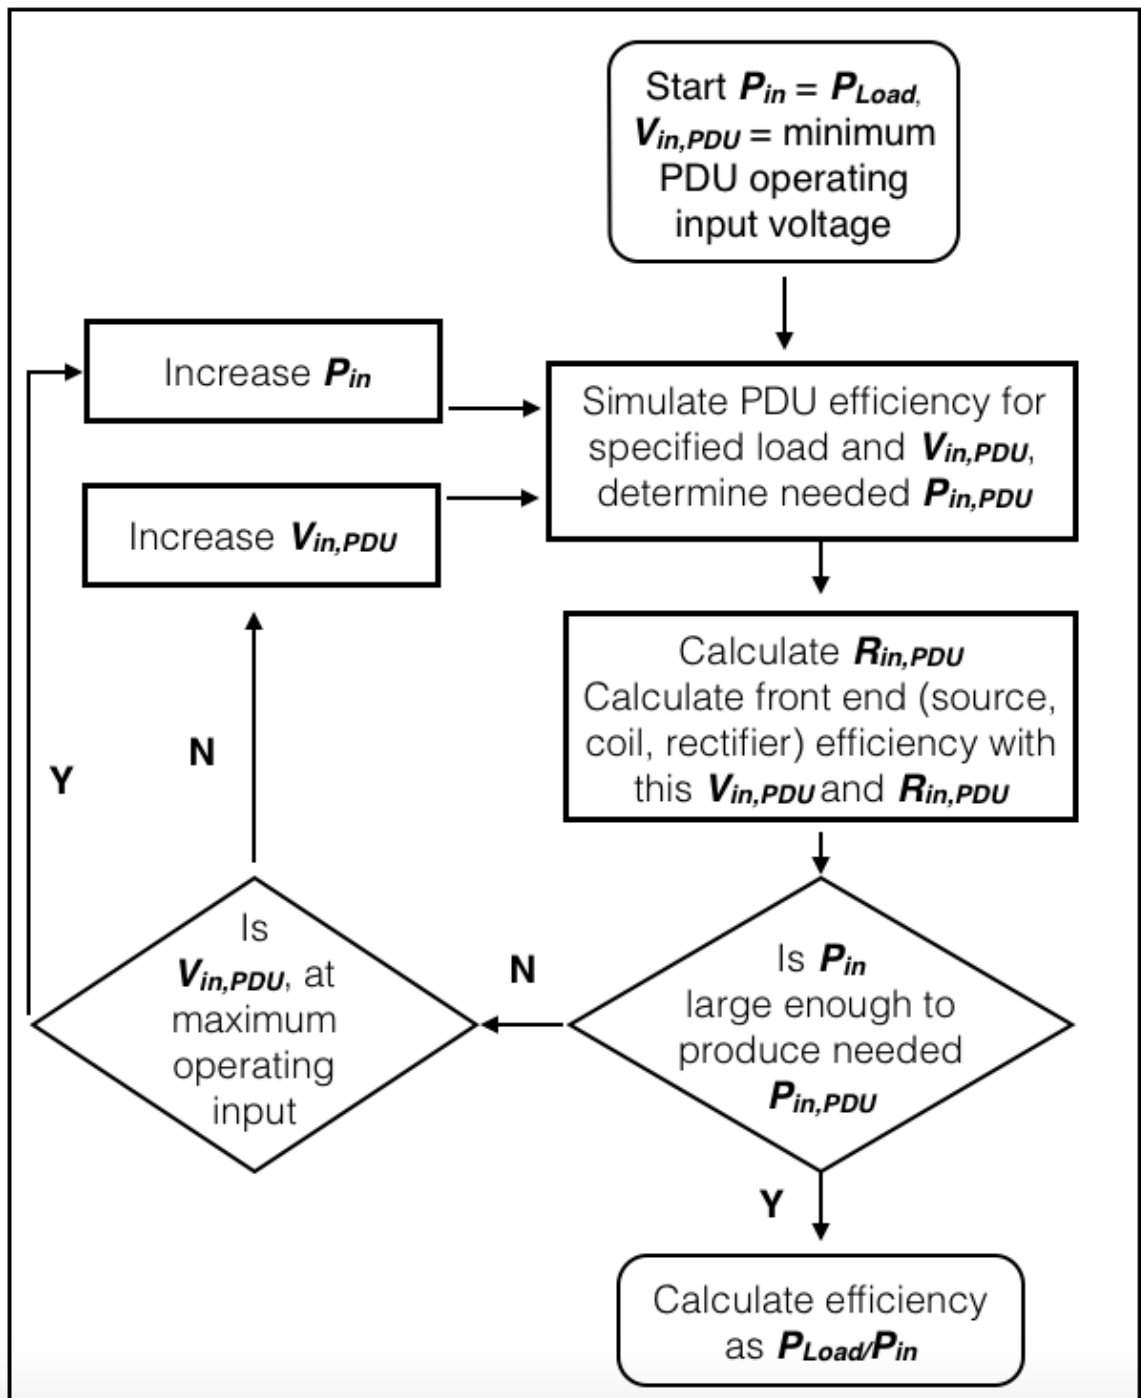 Start Pin = PLoad,
Vin,PDU = minimum
PDU operating
input voltage
Increase Pin
Simulate PDU efficiency for
specified load and Vin,PDU,
determine needed Pin,PDU
Increase Vin,PDU
Calculate Rin,PDU
Calculate front end (source,
coil, rectifier) efficiency with
this Vin,PDU and Rin,PDU
Y
N
Is
Vin,PDU, at
maximum
operating
input
N
Is Pin
large enough to
produce needed
Pin,PDU
Y
Calculate efficiency
as PLoad/Pin